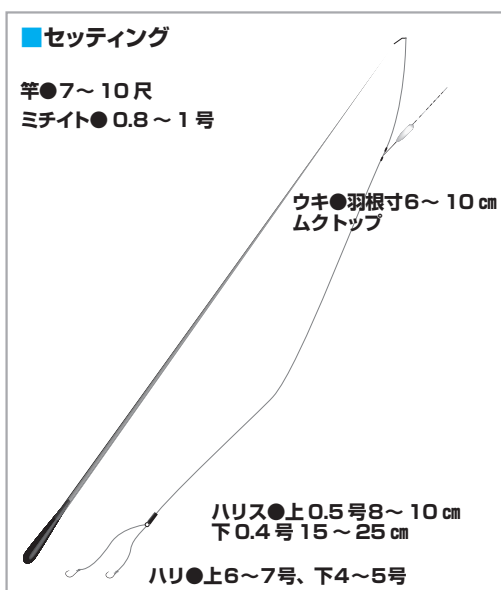 ■セッティング
竿●7～10尺
ミチイト●0.8～1号
ウキ●羽根寸6～10㎝
ムクトップ
ハリス●上0.5号8～10㎝
下0.4号15～25㎝
ハリ●上6～7号、下4～5号